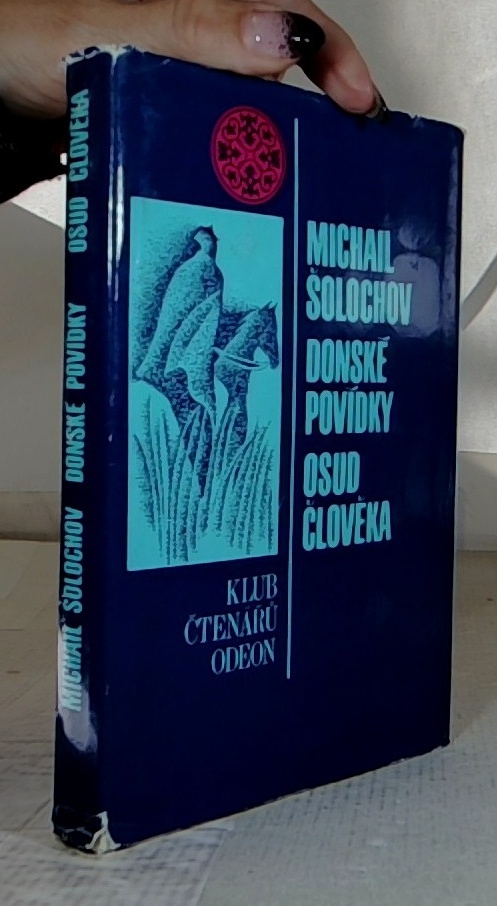 MICHAIL ŠOLOCHOV DONSKÉ POVÍDKY OSUD ČLOVĚKA
MICHAIL
ŠOLOCHOV
DONSKÉ
POVÍDKY
OSUD
ČLOVĚKA
KLUB
ČTENÁŘŮ
ODEON